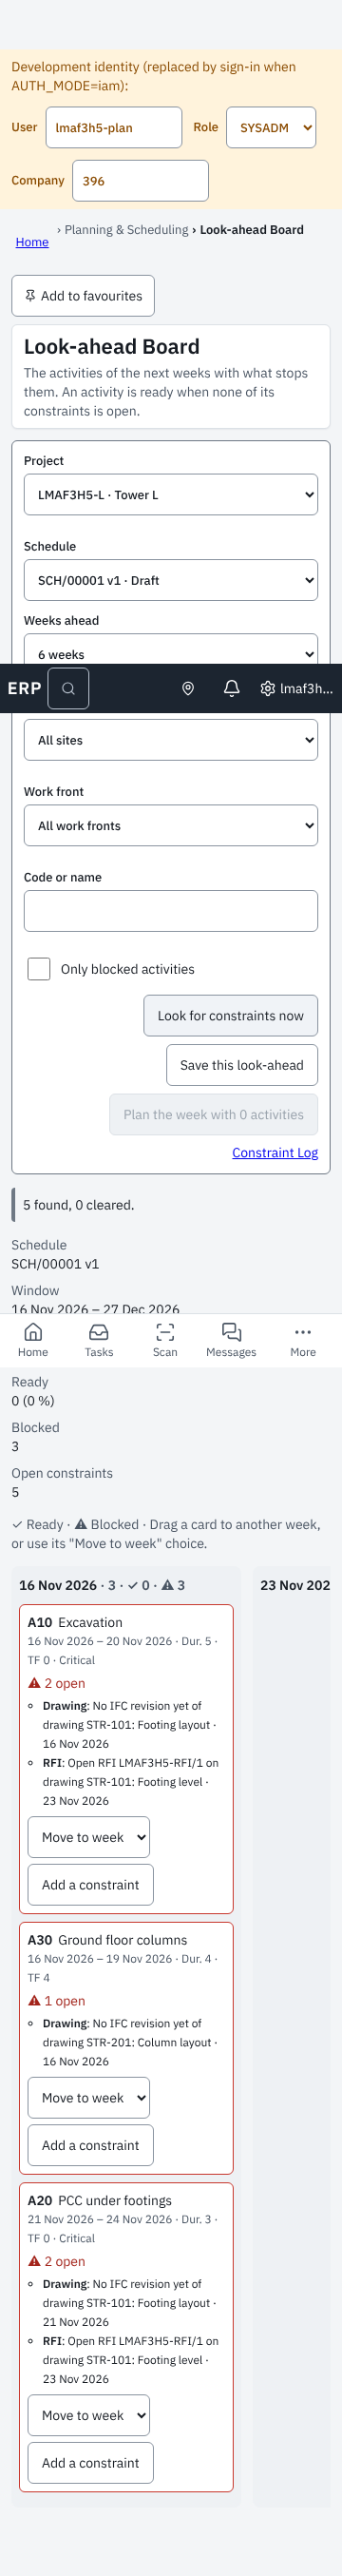 Development identity (replaced by sign-in when
AUTH_MODE=iam):
User lmaf3h5-plan Role SYSADM
Company 396
Home › Planning & Scheduling › Look-ahead Board
Add to favourites
Look-ahead Board
The activities of the next weeks with what stops
them. An activity is ready when none of its
constraints is open.
Project
LMAF3H5-L · Tower L
Schedule
SCH/00001 v1 · Draft
Weeks ahead
6 weeks
ERP lmaf3h...
All sites
Work front
All work fronts
Code or name
Only blocked activities
Look for constraints now
Save this look-ahead
Plan the week with 0 activities
Constraint Log
5 found, 0 cleared.
Schedule
SCH/00001 v1
Window
16 Nov 2026 – 27 Dec 2026
Home Tasks Scan Messages More
Ready
0 (0 %)
Blocked
3
Open constraints
5
✓ Ready · ⚠ Blocked · Drag a card to another week,
or use its "Move to week" choice.
16 Nov 2026 · 3 · ✓ 0 · ⚠ 3
23 Nov 202
A10 Excavation
16 Nov 2026 – 20 Nov 2026 · Dur. 5 ·
TF 0 · Critical
⚠ 2 open
Drawing: No IFC revision yet of
drawing STR-101: Footing layout ·
16 Nov 2026
RFI: Open RFI LMAF3H5-RFI/1 on
drawing STR-101: Footing level ·
23 Nov 2026
Move to week
Add a constraint
A30 Ground floor columns
16 Nov 2026 – 19 Nov 2026 · Dur. 4 ·
TF 4
⚠ 1 open
Drawing: No IFC revision yet of
drawing STR-201: Column layout ·
16 Nov 2026
Move to week
Add a constraint
A20 PCC under footings
21 Nov 2026 – 24 Nov 2026 · Dur. 3 ·
TF 0 · Critical
⚠ 2 open
Drawing: No IFC revision yet of
drawing STR-101: Footing layout ·
21 Nov 2026
RFI: Open RFI LMAF3H5-RFI/1 on
drawing STR-101: Footing level ·
23 Nov 2026
Move to week
Add a constraint